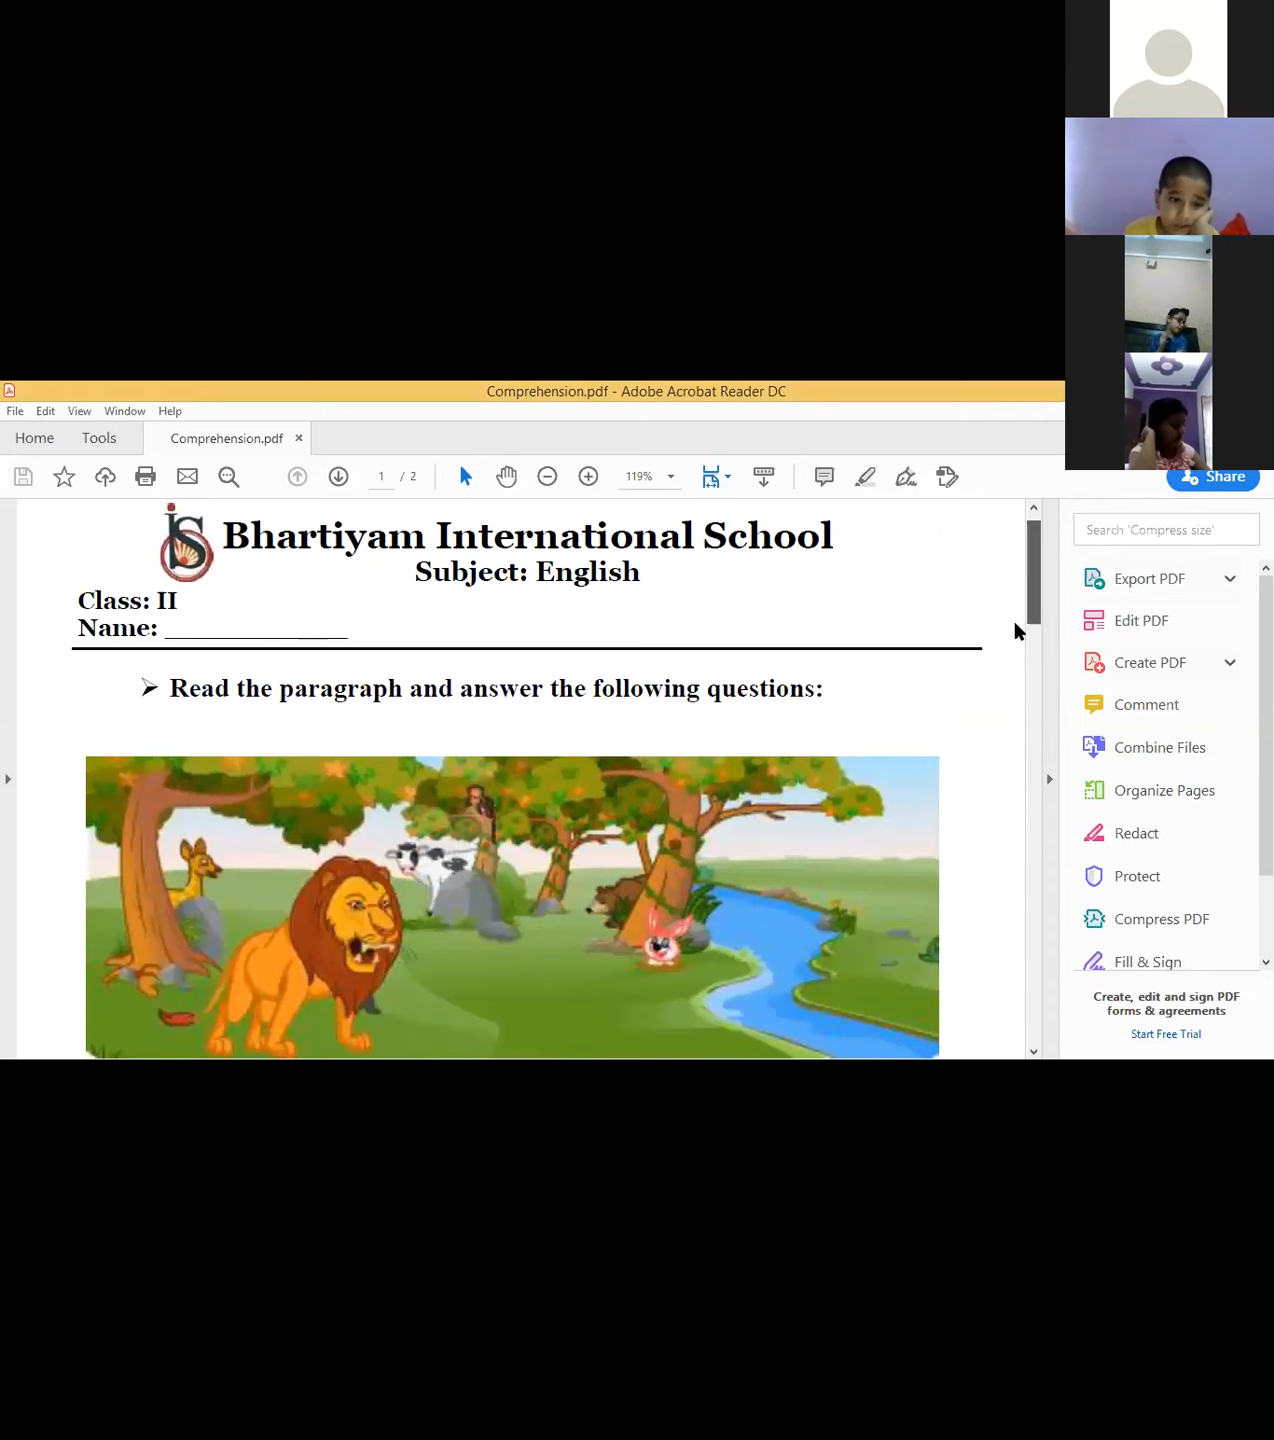 Comprehension.pdf - Adobe Acrobat Reader DC
File Edit View Window Help
Home Tools Comprehension.pdf ×
1 / 2 119% Share
Bhartiyam International School
Subject: English
Class: II
Name: ______________
➢ Read the paragraph and answer the following questions:
Search 'Compress size'
Export PDF
Edit PDF
Create PDF
Comment
Combine Files
Organize Pages
Redact
Protect
Compress PDF
Fill & Sign
Create, edit and sign PDF
forms & agreements
Start Free Trial